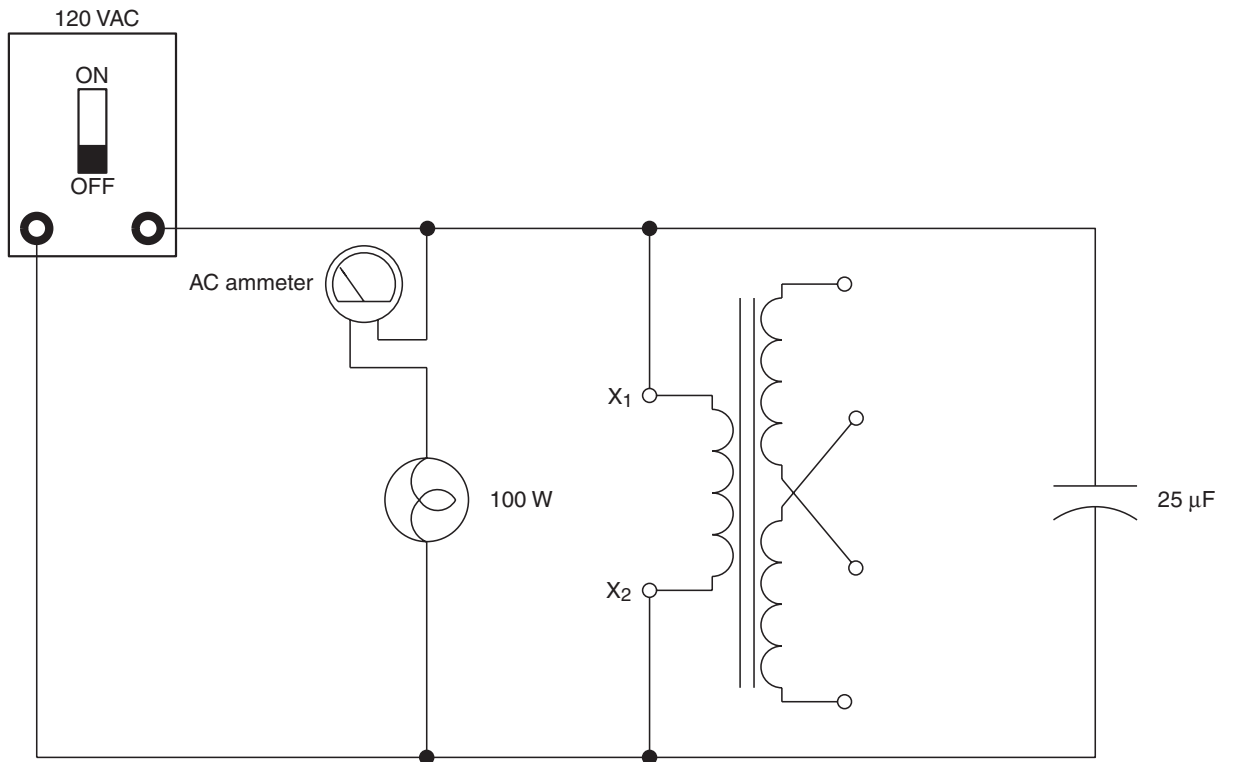 120 VAC
ON
OFF
AC ammeter
X₁
100 W
25 μF
X₂